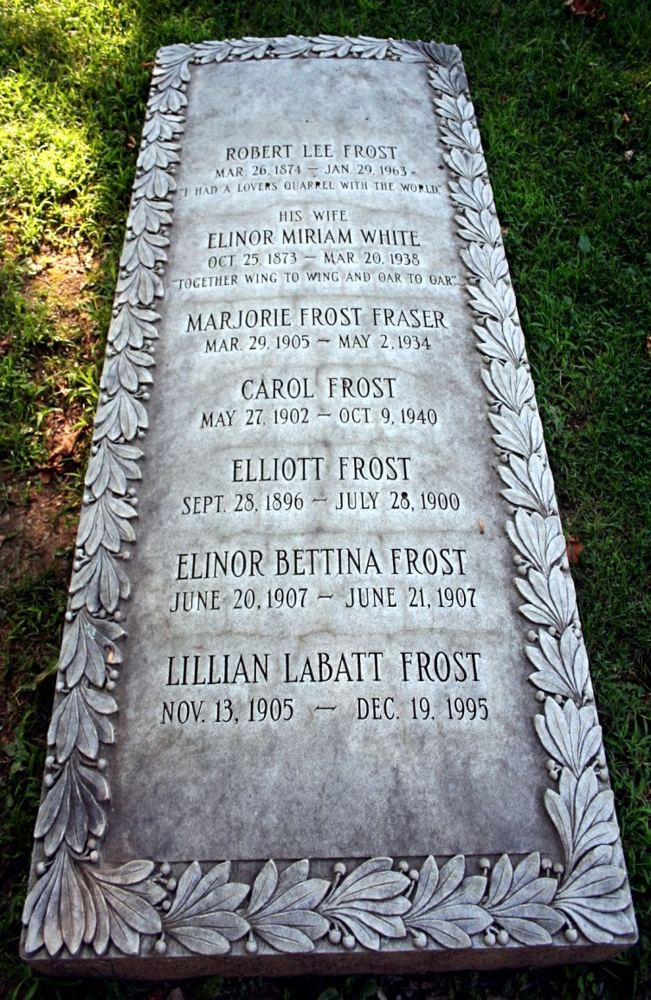 ROBERT LEE FROST
MAR. 26. 1874 – JAN. 29. 1963
"I HAD A LOVERS QUARREL WITH THE WORLD"
HIS WIFE
ELINOR MIRIAM WHITE
OCT. 25. 1873 – MAR. 20. 1938
"TOGETHER WING TO WING AND OAR TO OAR"
MARJORIE FROST FRASER
MAR. 29, 1905 – MAY 2, 1934
CAROL FROST
MAY 27, 1902 – OCT. 9, 1940
ELLIOTT FROST
SEPT. 28, 1896 – JULY 28, 1900
ELINOR BETTINA FROST
JUNE 20, 1907 – JUNE 21, 1907
LILLIAN LABATT FROST
NOV. 13, 1905 – DEC. 19, 1995